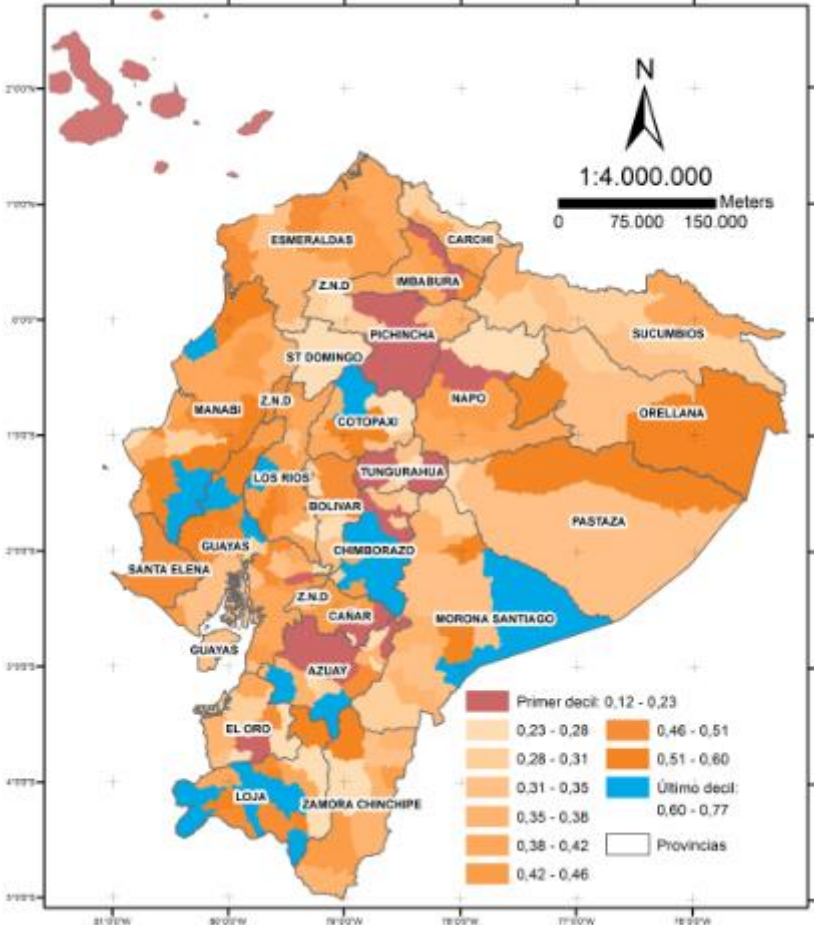 N
1:4.000.000
Meters
0 75.000 150.000
ESMERALDAS
CARCHI
Z.N.D
IMBABURA
PICHINCHA
SUCUMBIOS
ST DOMINGO
NAPO
MANABI
Z.N.D
COTOPAXI
ORELLANA
LOS RIOS
TUNGURAHUA
BOLIVAR
PASTAZA
GUAYAS
CHIMBORAZO
SANTA ELENA
Z.N.D
CAÑAR
MORONA SANTIAGO
GUAYAS
AZUAY
EL ORO
LOJA
ZAMORA CHINCHIPE
Primer decil: 0,12 - 0,23
0,23 - 0,28
0,28 - 0,31
0,31 - 0,35
0,35 - 0,38
0,38 - 0,42
0,42 - 0,46
0,46 - 0,51
0,51 - 0,60
Último decil:
0,60 - 0,77
Provincias